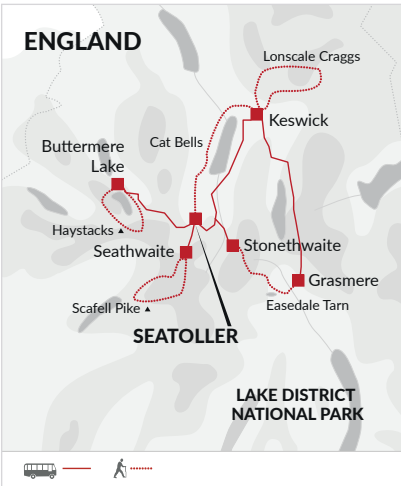 ENGLAND
Lonscale Craggs
Keswick
Cat Bells
Buttermere
Lake
Haystacks
Seathwaite
Stonethwaite
Grasmere
Scafell Pike
Easedale Tarn
SEATOLLER
LAKE DISTRICT
NATIONAL PARK